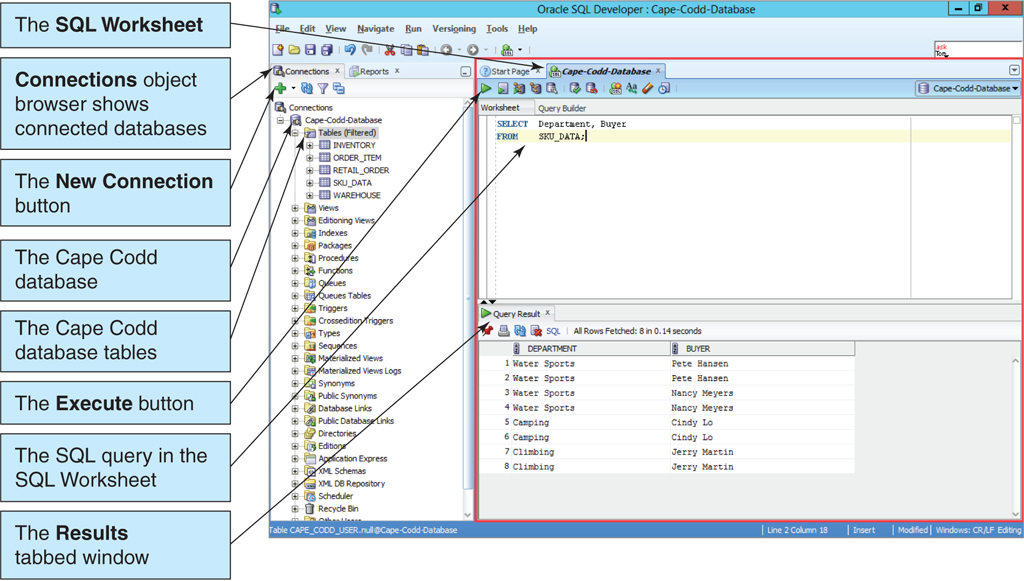 The SQL Worksheet
Connections object
browser shows
connected databases
The New Connection
button
The Cape Codd
database
The Cape Codd
database tables
The Execute button
The SQL query in the
SQL Worksheet
The Results
tabbed window
Oracle SQL Developer : Cape-Codd-Database
File Edit View Navigate Run Versioning Tools Help
ask
Tom
Connections x Reports x
Connections
Cape-Codd-Database
Tables (Filtered)
INVENTORY
ORDER_ITEM
RETAIL_ORDER
SKU_DATA
WAREHOUSE
Views
Editioning Views
Indexes
Packages
Procedures
Functions
Queues
Queues Tables
Triggers
Crossedition Triggers
Types
Sequences
Materialized Views
Materialized Views Logs
Synonyms
Public Synonyms
Database Links
Public Database Links
Directories
Editions
Application Express
XML Schemas
XML DB Repository
Scheduler
Recycle Bin
Other Users
Start Page x Cape-Codd-Database x
Cape-Codd-Database
Worksheet Query Builder
SELECT Department, Buyer
FROM SKU_DATA;
Query Result x
SQL | All Rows Fetched: 8 in 0.14 seconds
DEPARTMENT BUYER
1 Water Sports Pete Hansen
2 Water Sports Pete Hansen
3 Water Sports Nancy Meyers
4 Water Sports Nancy Meyers
5 Camping Cindy Lo
6 Camping Cindy Lo
7 Climbing Jerry Martin
8 Climbing Jerry Martin
Table CAPE_CODD_USER.null@Cape-Codd-Database | Line 2 Column 18 | Insert | Modified | Windows: CR/LF Editing